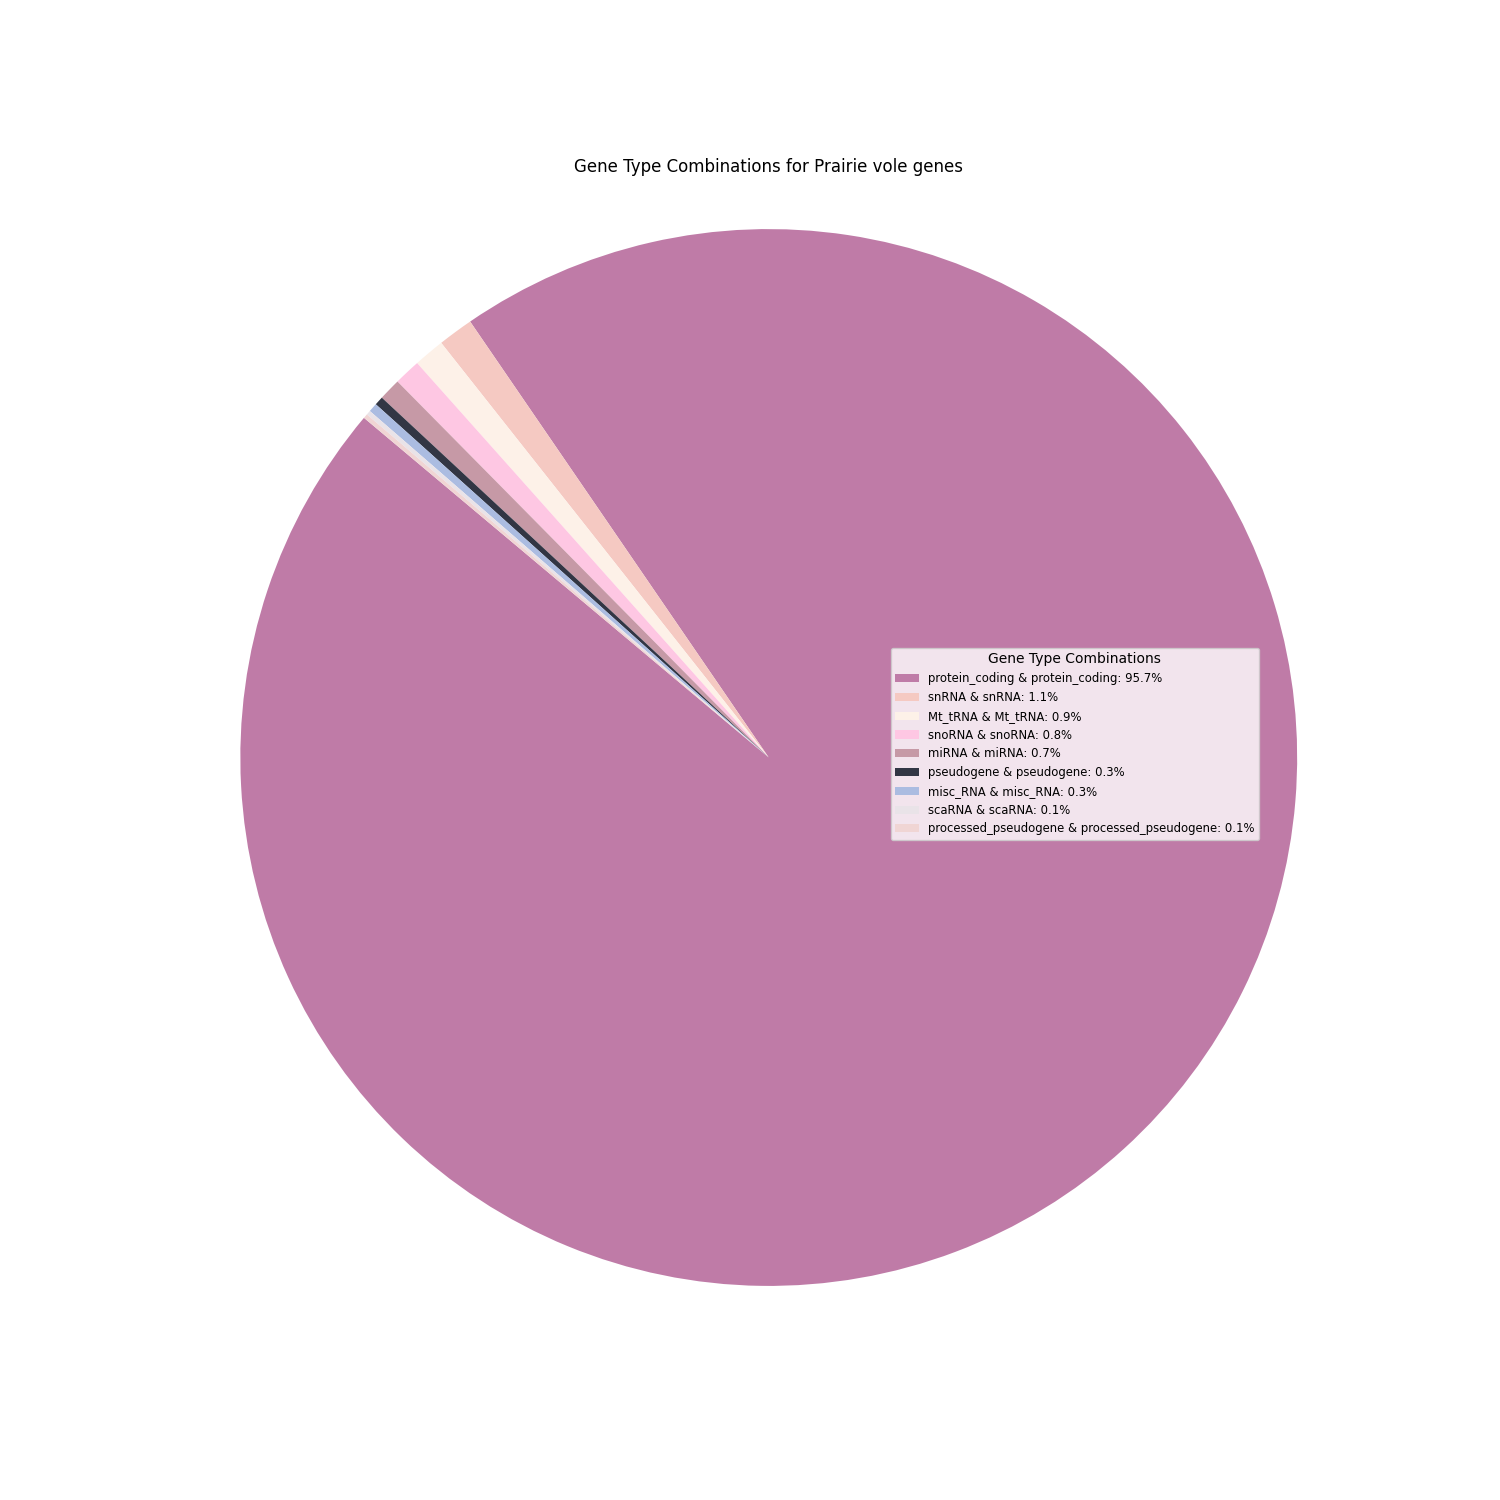 Gene Type Combinations for Prairie vole genes
Gene Type Combinations
protein_coding & protein_coding: 95.7%
snRNA & snRNA: 1.1%
Mt_tRNA & Mt_tRNA: 0.9%
snoRNA & snoRNA: 0.8%
miRNA & miRNA: 0.7%
pseudogene & pseudogene: 0.3%
misc_RNA & misc_RNA: 0.3%
scaRNA & scaRNA: 0.1%
processed_pseudogene & processed_pseudogene: 0.1%